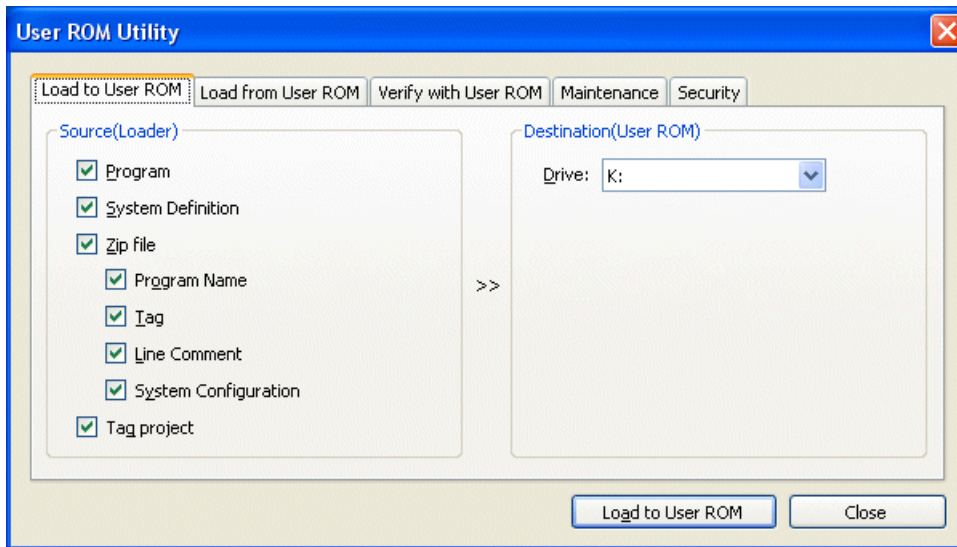 User ROM Utility
Load to User ROM Load from User ROM Verify with User ROM Maintenance Security
Source(Loader)
Program
System Definition
Zip file
Program Name
Tag
Line Comment
System Configuration
Tag project
>>
Destination(User ROM)
Drive: K:
Load to User ROM Close